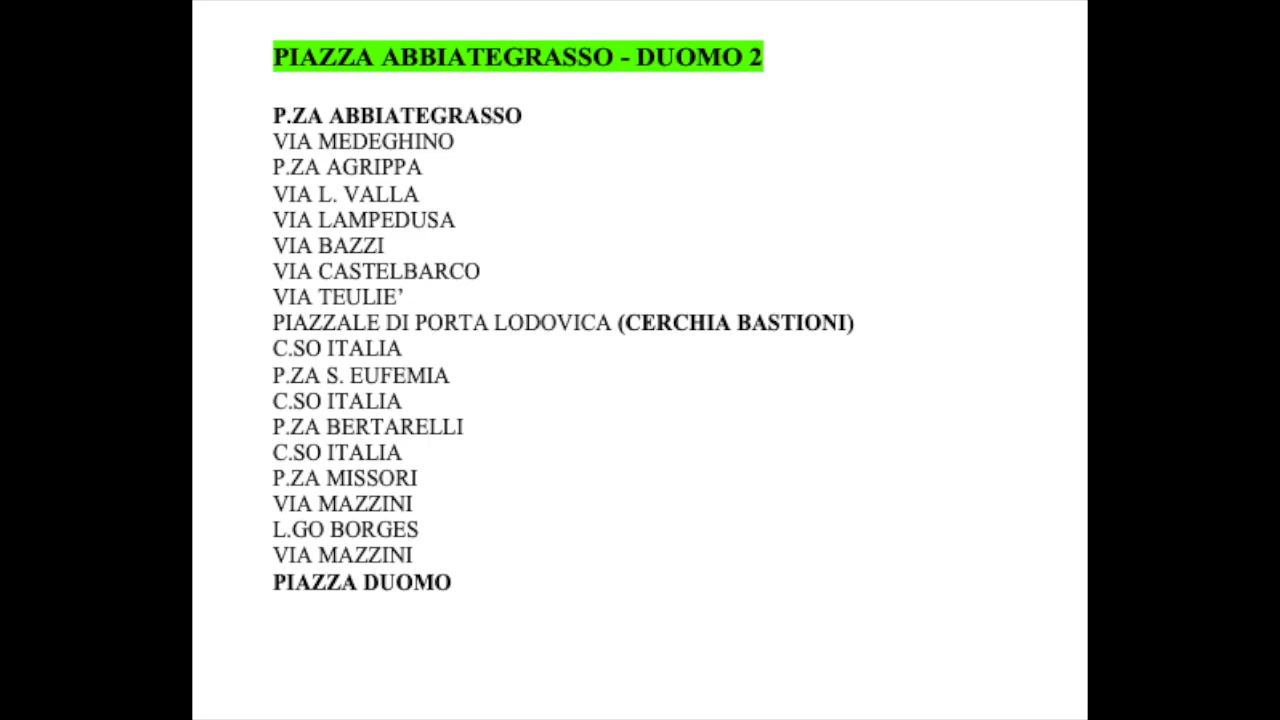 PIAZZA ABBIATEGRASSO - DUOMO 2
P.ZA ABBIATEGRASSO
VIA MEDEGHINO
P.ZA AGRIPPA
VIA L. VALLA
VIA LAMPEDUSA
VIA BAZZI
VIA CASTELBARCO
VIA TEULIE’
PIAZZALE DI PORTA LODOVICA (CERCHIA BASTIONI)
C.SO ITALIA
P.ZA S. EUFEMIA
C.SO ITALIA
P.ZA BERTARELLI
C.SO ITALIA
P.ZA MISSORI
VIA MAZZINI
L.GO BORGES
VIA MAZZINI
PIAZZA DUOMO